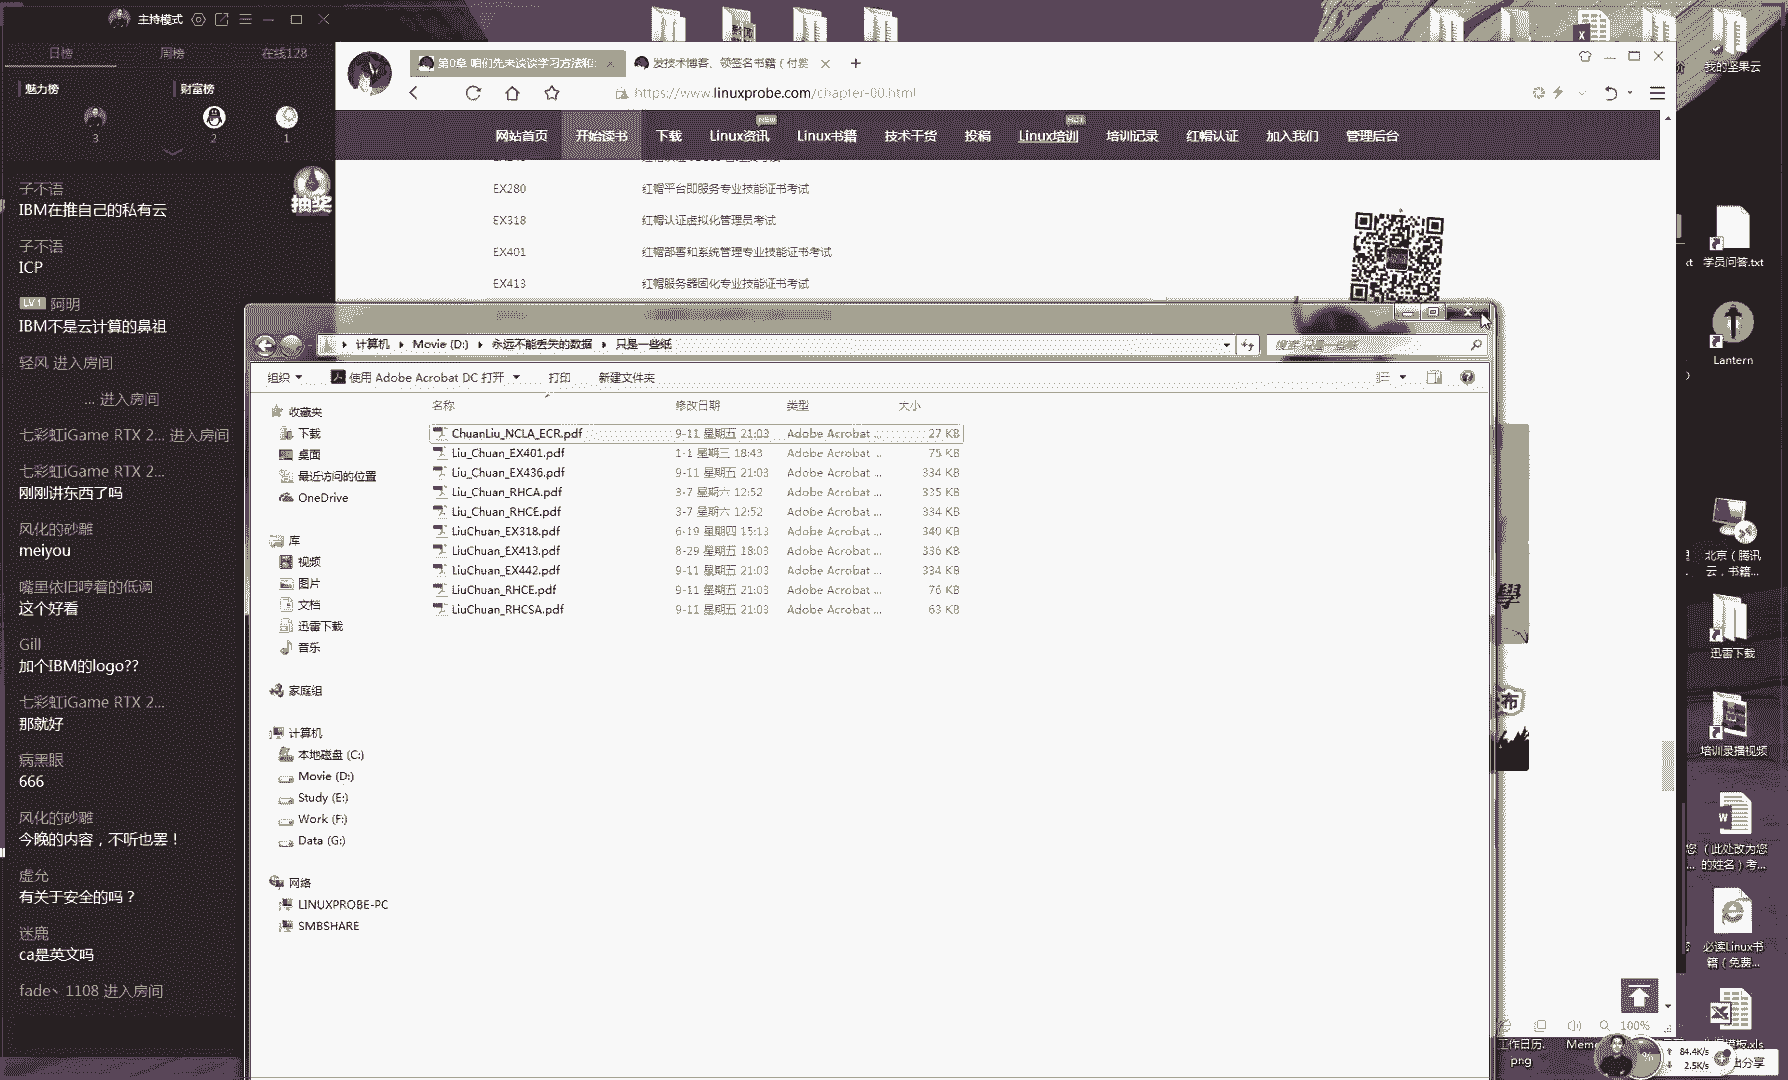 主持模式
日榜
周榜
在线128
魅力榜
财富榜
3
2
1
抽奖
子不语
IBM在推自己的私有云
子不语
ICP
LV 1 阿明
IBM不是云计算的鼻祖
轻风 进入房间
... 进入房间
七彩虹iGame RTX 2... 进入房间
七彩虹iGame RTX 2...
刚刚讲东西了吗
风化的砂雕
meiyou
嘴里依旧哼着的低调
这个好看
Gill
加个IBM的logo??
七彩虹iGame RTX 2...
那就好
病黑眼
666
风化的砂雕
今晚的内容，不听也罢！
虚允
有关于安全的吗？
迷鹿
ca是英文吗
fade丶1108 进入房间
第0章 咱们先来谈谈学习方法和
发技术博客、领签名书籍（付费
https://www.linuxprobe.com/chapter-00.html
网站首页
开始读书
下载
Linux资讯
NEW
Linux书籍
技术干货
投稿
Linux培训
HOT
培训记录
红帽认证
加入我们
管理后台
EX280 红帽平台即服务专业技能证书考试
EX318 红帽认证虚拟化管理员考试
EX401 红帽部署和系统管理专业技能证书考试
EX413 红帽服务器固化专业技能证书考试
计算机 Movie (D:) 永远不能丢失的数据 只是一些纸
搜索 只是一些纸
组织
使用 Adobe Acrobat DC 打开
打印
新建文件夹
收藏夹
下载
桌面
最近访问的位置
OneDrive
库
视频
图片
文档
迅雷下载
音乐
家庭组
计算机
本地磁盘 (C:)
Movie (D:)
Study (E:)
Work (F:)
Data (G:)
网络
LINUXPROBE-PC
SMBSHARE
名称 修改日期 类型 大小
ChuanLiu_NCLA_ECR.pdf 9-11 星期五 21:03 Adobe Acrobat ... 27 KB
Liu_Chuan_EX401.pdf 1-1 星期三 18:43 Adobe Acrobat ... 75 KB
Liu_Chuan_EX436.pdf 9-11 星期五 21:03 Adobe Acrobat ... 334 KB
Liu_Chuan_RHCA.pdf 3-7 星期六 12:52 Adobe Acrobat ... 335 KB
Liu_Chuan_RHCE.pdf 3-7 星期六 12:52 Adobe Acrobat ... 334 KB
LiuChuan_EX318.pdf 6-19 星期四 15:13 Adobe Acrobat ... 340 KB
LiuChuan_EX413.pdf 8-29 星期五 18:03 Adobe Acrobat ... 336 KB
LiuChuan_EX442.pdf 9-11 星期五 21:03 Adobe Acrobat ... 334 KB
LiuChuan_RHCE.pdf 9-11 星期五 21:03 Adobe Acrobat ... 76 KB
LiuChuan_RHCSA.pdf 9-11 星期五 21:03 Adobe Acrobat ... 63 KB
我的坚果云
学员问答.txt
Lantern
北京（腾讯
云，书籍...
迅雷下载
培训录播视频
（此处改为您
的姓名）考...
必读Linux书
籍（免费...
學
布
100%
工作日历.
png
84.4K/s
2.5K/s